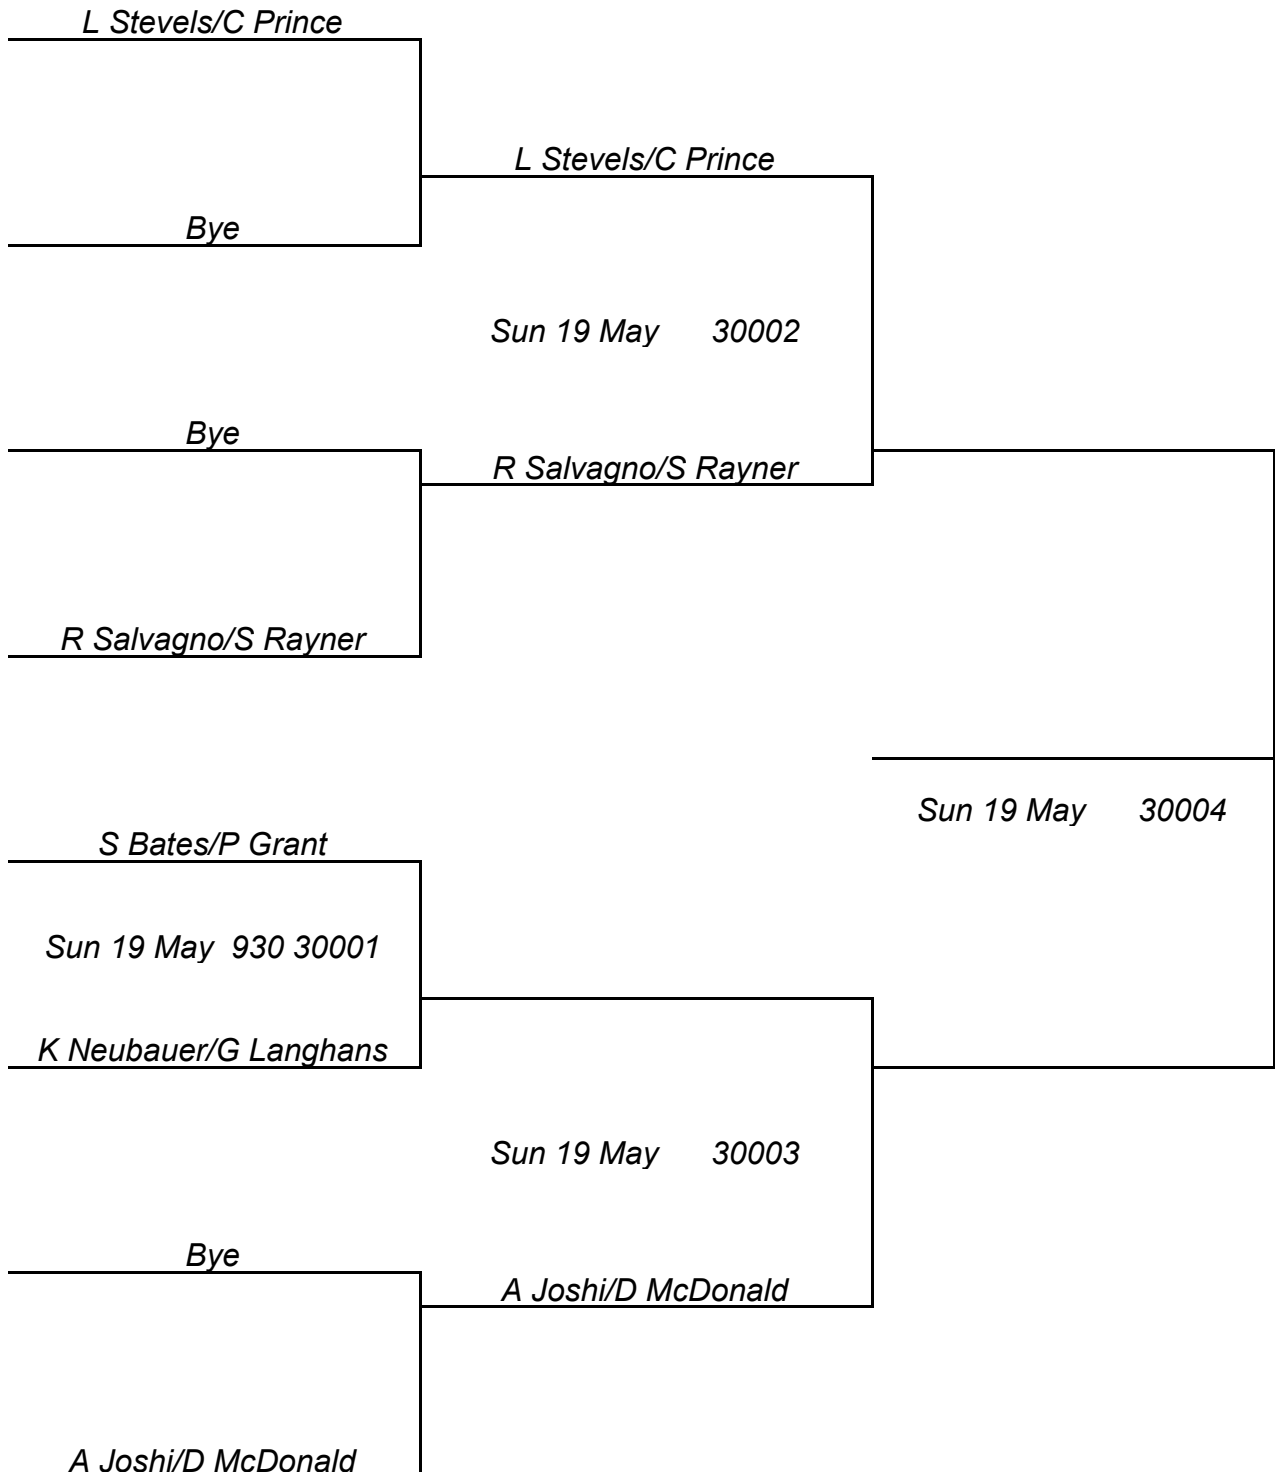 L Stevels/C Prince
L Stevels/C Prince
Bye
Sun 19 May 30002
Bye
R Salvagno/S Rayner
R Salvagno/S Rayner
Sun 19 May 30004
S Bates/P Grant
Sun 19 May 930 30001
K Neubauer/G Langhans
Sun 19 May 30003
Bye
A Joshi/D McDonald
A Joshi/D McDonald